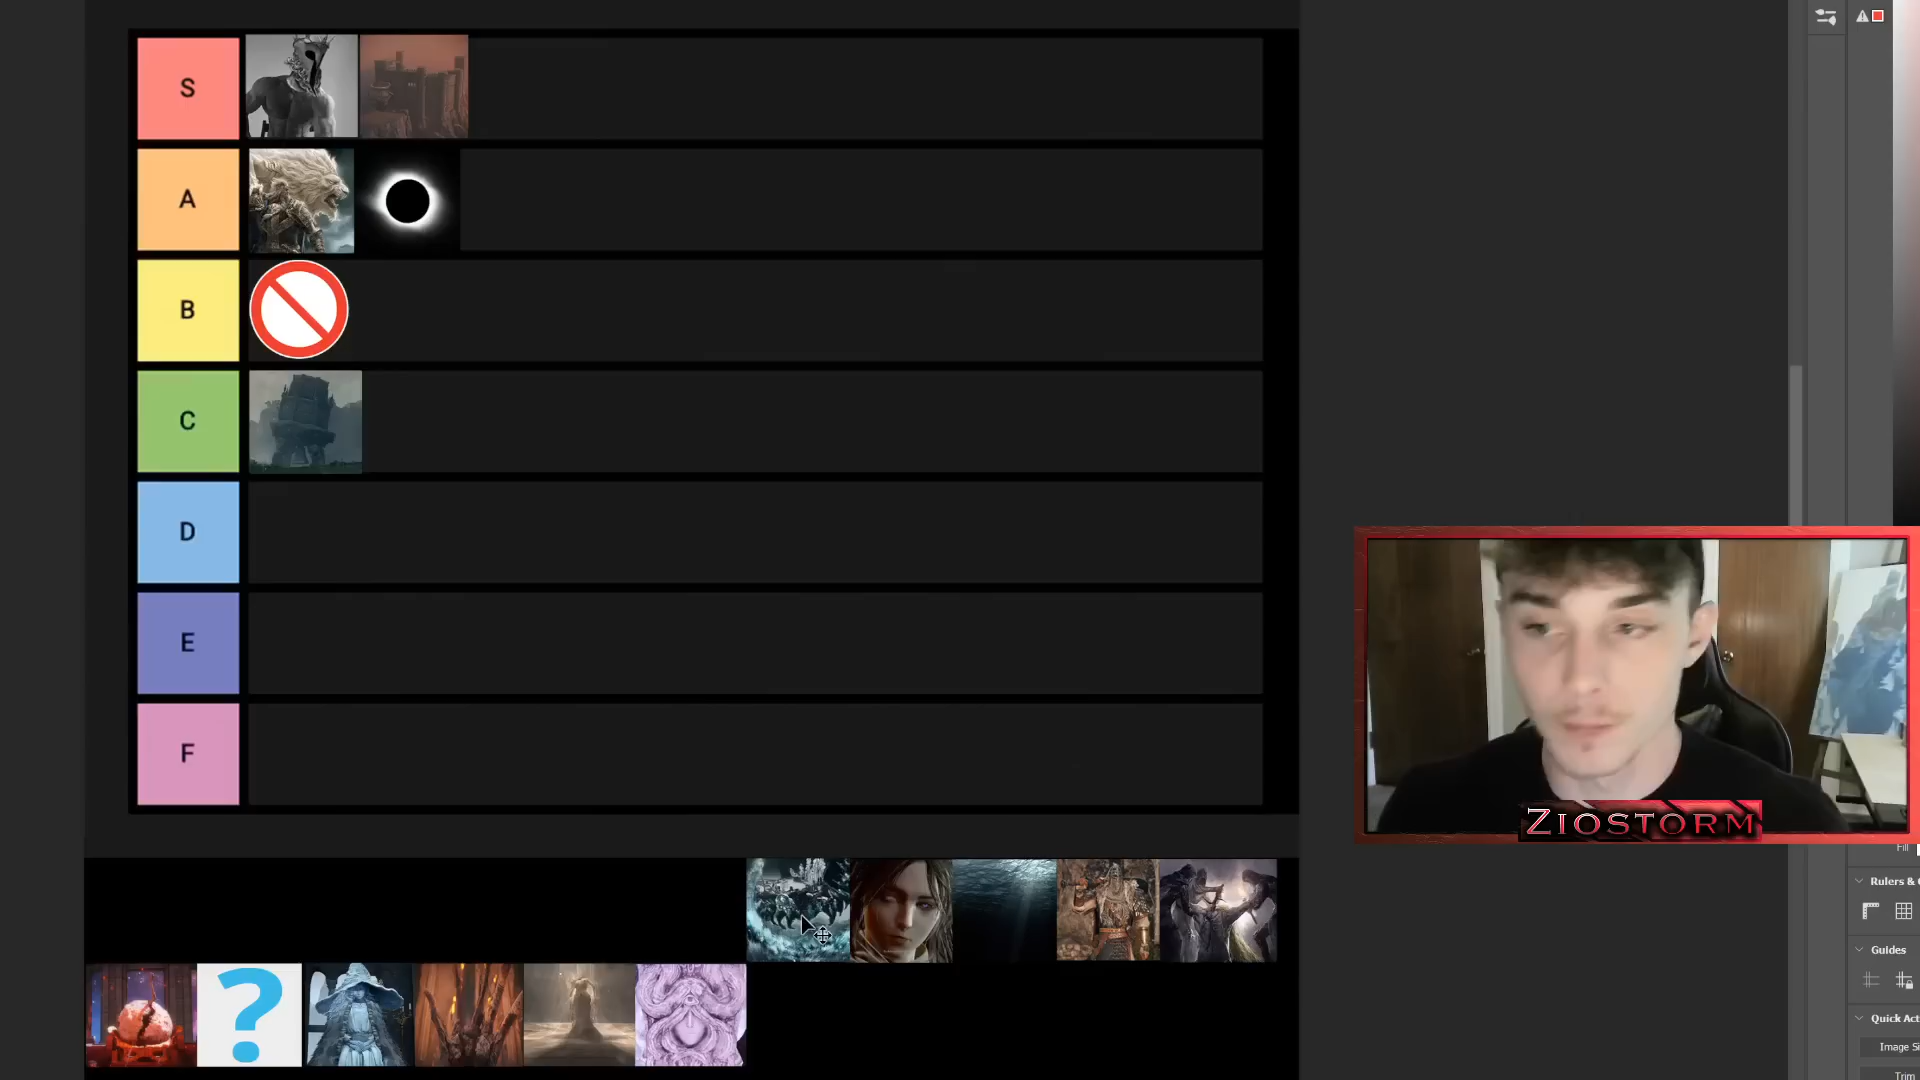 S
A
B
C
D
E
F
?
ZIOSTORM
Fill
Rulers & G
Guides
Quick Act
Image Si
Trim